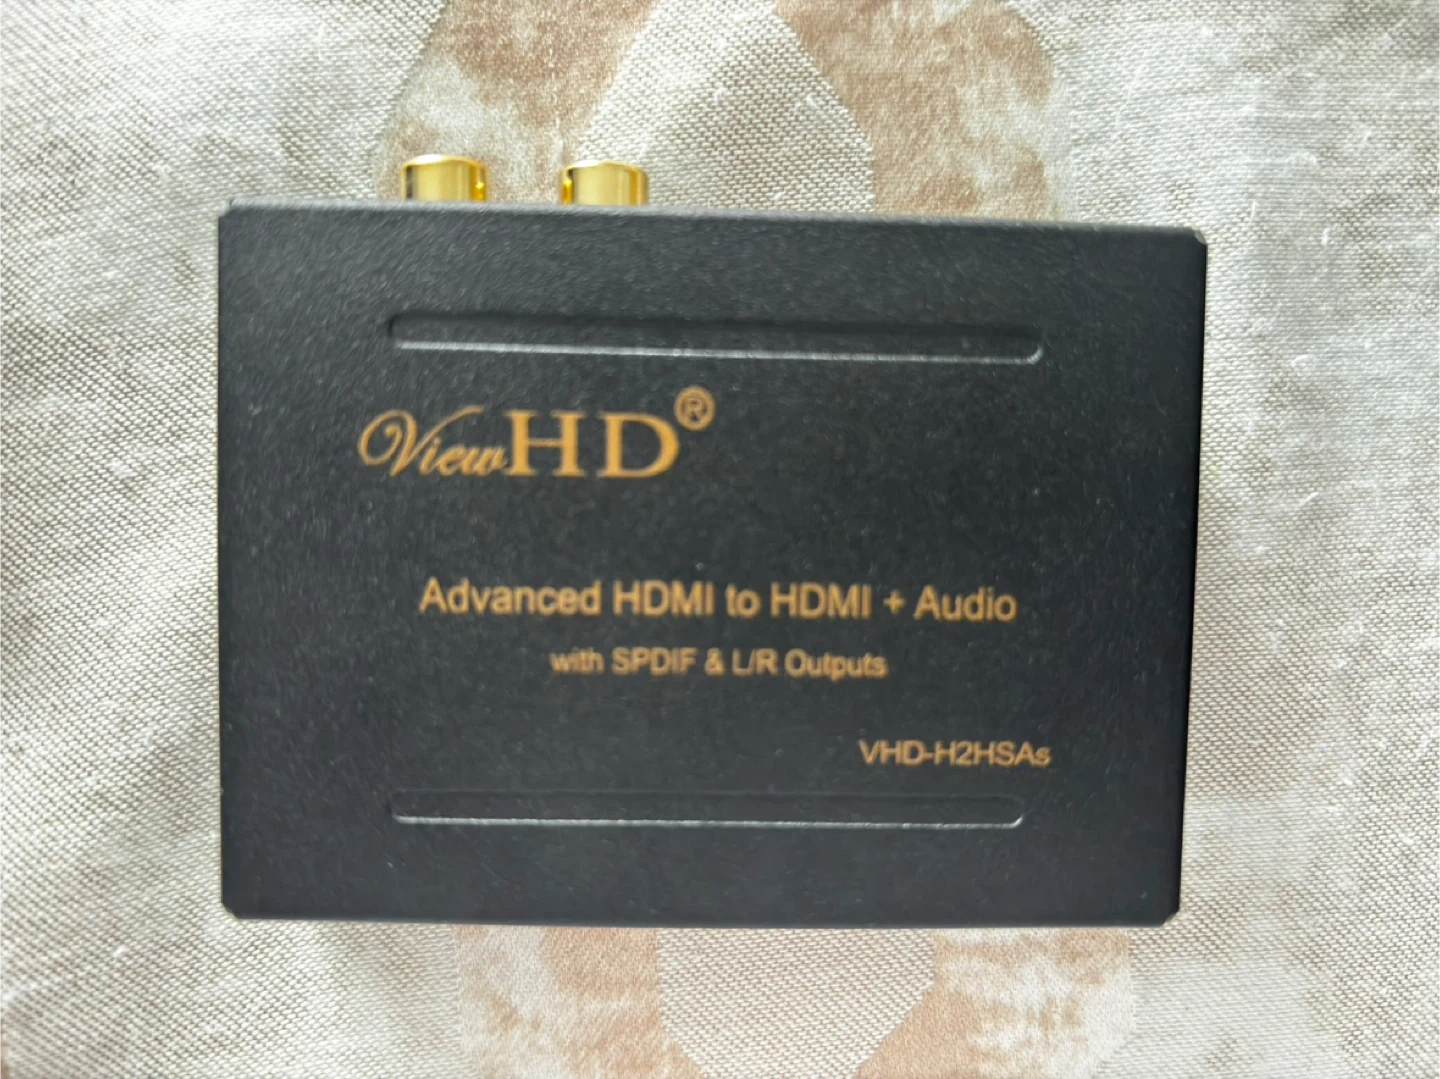 ViewHD®
Advanced HDMI to HDMI + Audio
with SPDIF & L/R Outputs
VHD-H2HSAs